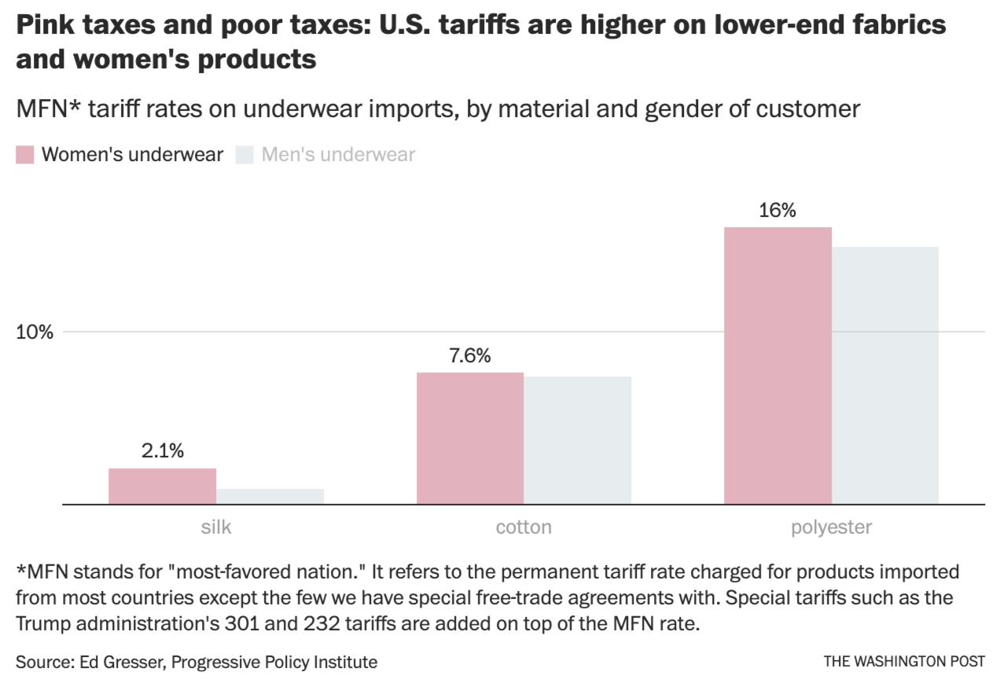 Pink taxes and poor taxes: U.S. tariffs are higher on lower-end fabrics
and women's products
MFN* tariff rates on underwear imports, by material and gender of customer
Women's underwear Men's underwear
16%
10%
7.6%
2.1%
silk cotton polyester
*MFN stands for "most-favored nation." It refers to the permanent tariff rate charged for products imported
from most countries except the few we have special free-trade agreements with. Special tariffs such as the
Trump administration's 301 and 232 tariffs are added on top of the MFN rate.
Source: Ed Gresser, Progressive Policy Institute THE WASHINGTON POST